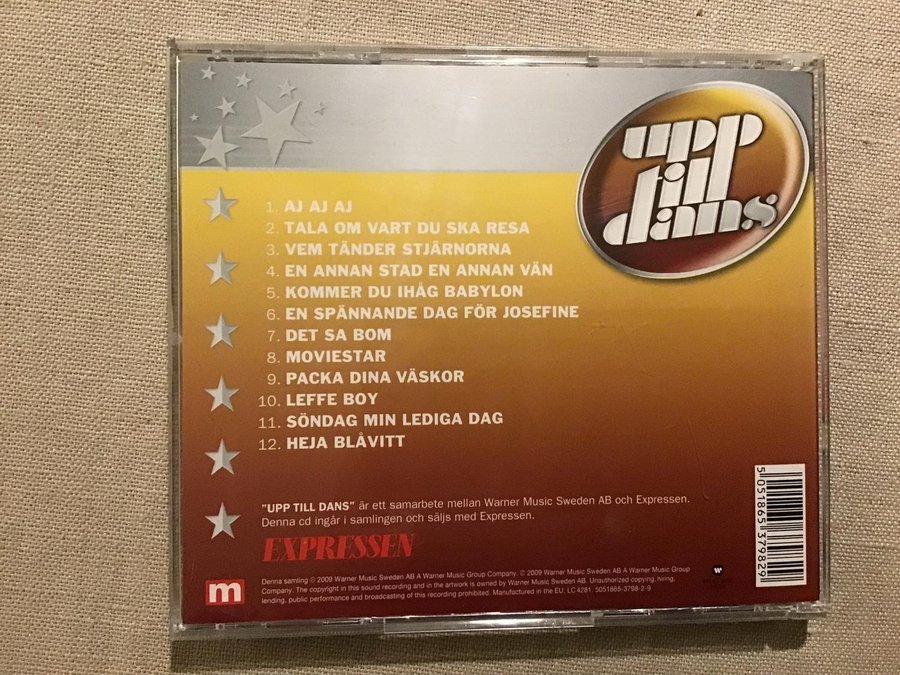 upp
till
dans
1. AJ AJ AJ
2. TALA OM VART DU SKA RESA
3. VEM TÄNDER STJÄRNORNA
4. EN ANNAN STAD EN ANNAN VÄN
5. KOMMER DU IHÅG BABYLON
6. EN SPÄNNANDE DAG FÖR JOSEFINE
7. DET SA BOM
8. MOVIESTAR
9. PACKA DINA VÄSKOR
10. LEFFE BOY
11. SÖNDAG MIN LEDIGA DAG
12. HEJA BLÅVITT
"UPP TILL DANS" är ett samarbete mellan Warner Music Sweden AB och Expressen.
Denna cd ingår i samlingen och säljs med Expressen.
EXPRESSEN
m
Denna samling ℗ 2009 Warner Music Sweden AB A Warner Music Group Company. © 2009 Warner Music Sweden AB A Warner Music Group
Company. The copyright in this sound recording and in the artwork is owned by Warner Music Sweden AB. Unauthorized copying, hiring,
lending, public performance and broadcasting of this recording prohibited. Manufactured in the EU. LC 4281. 5051865-3798-2-9
5 051865 379829